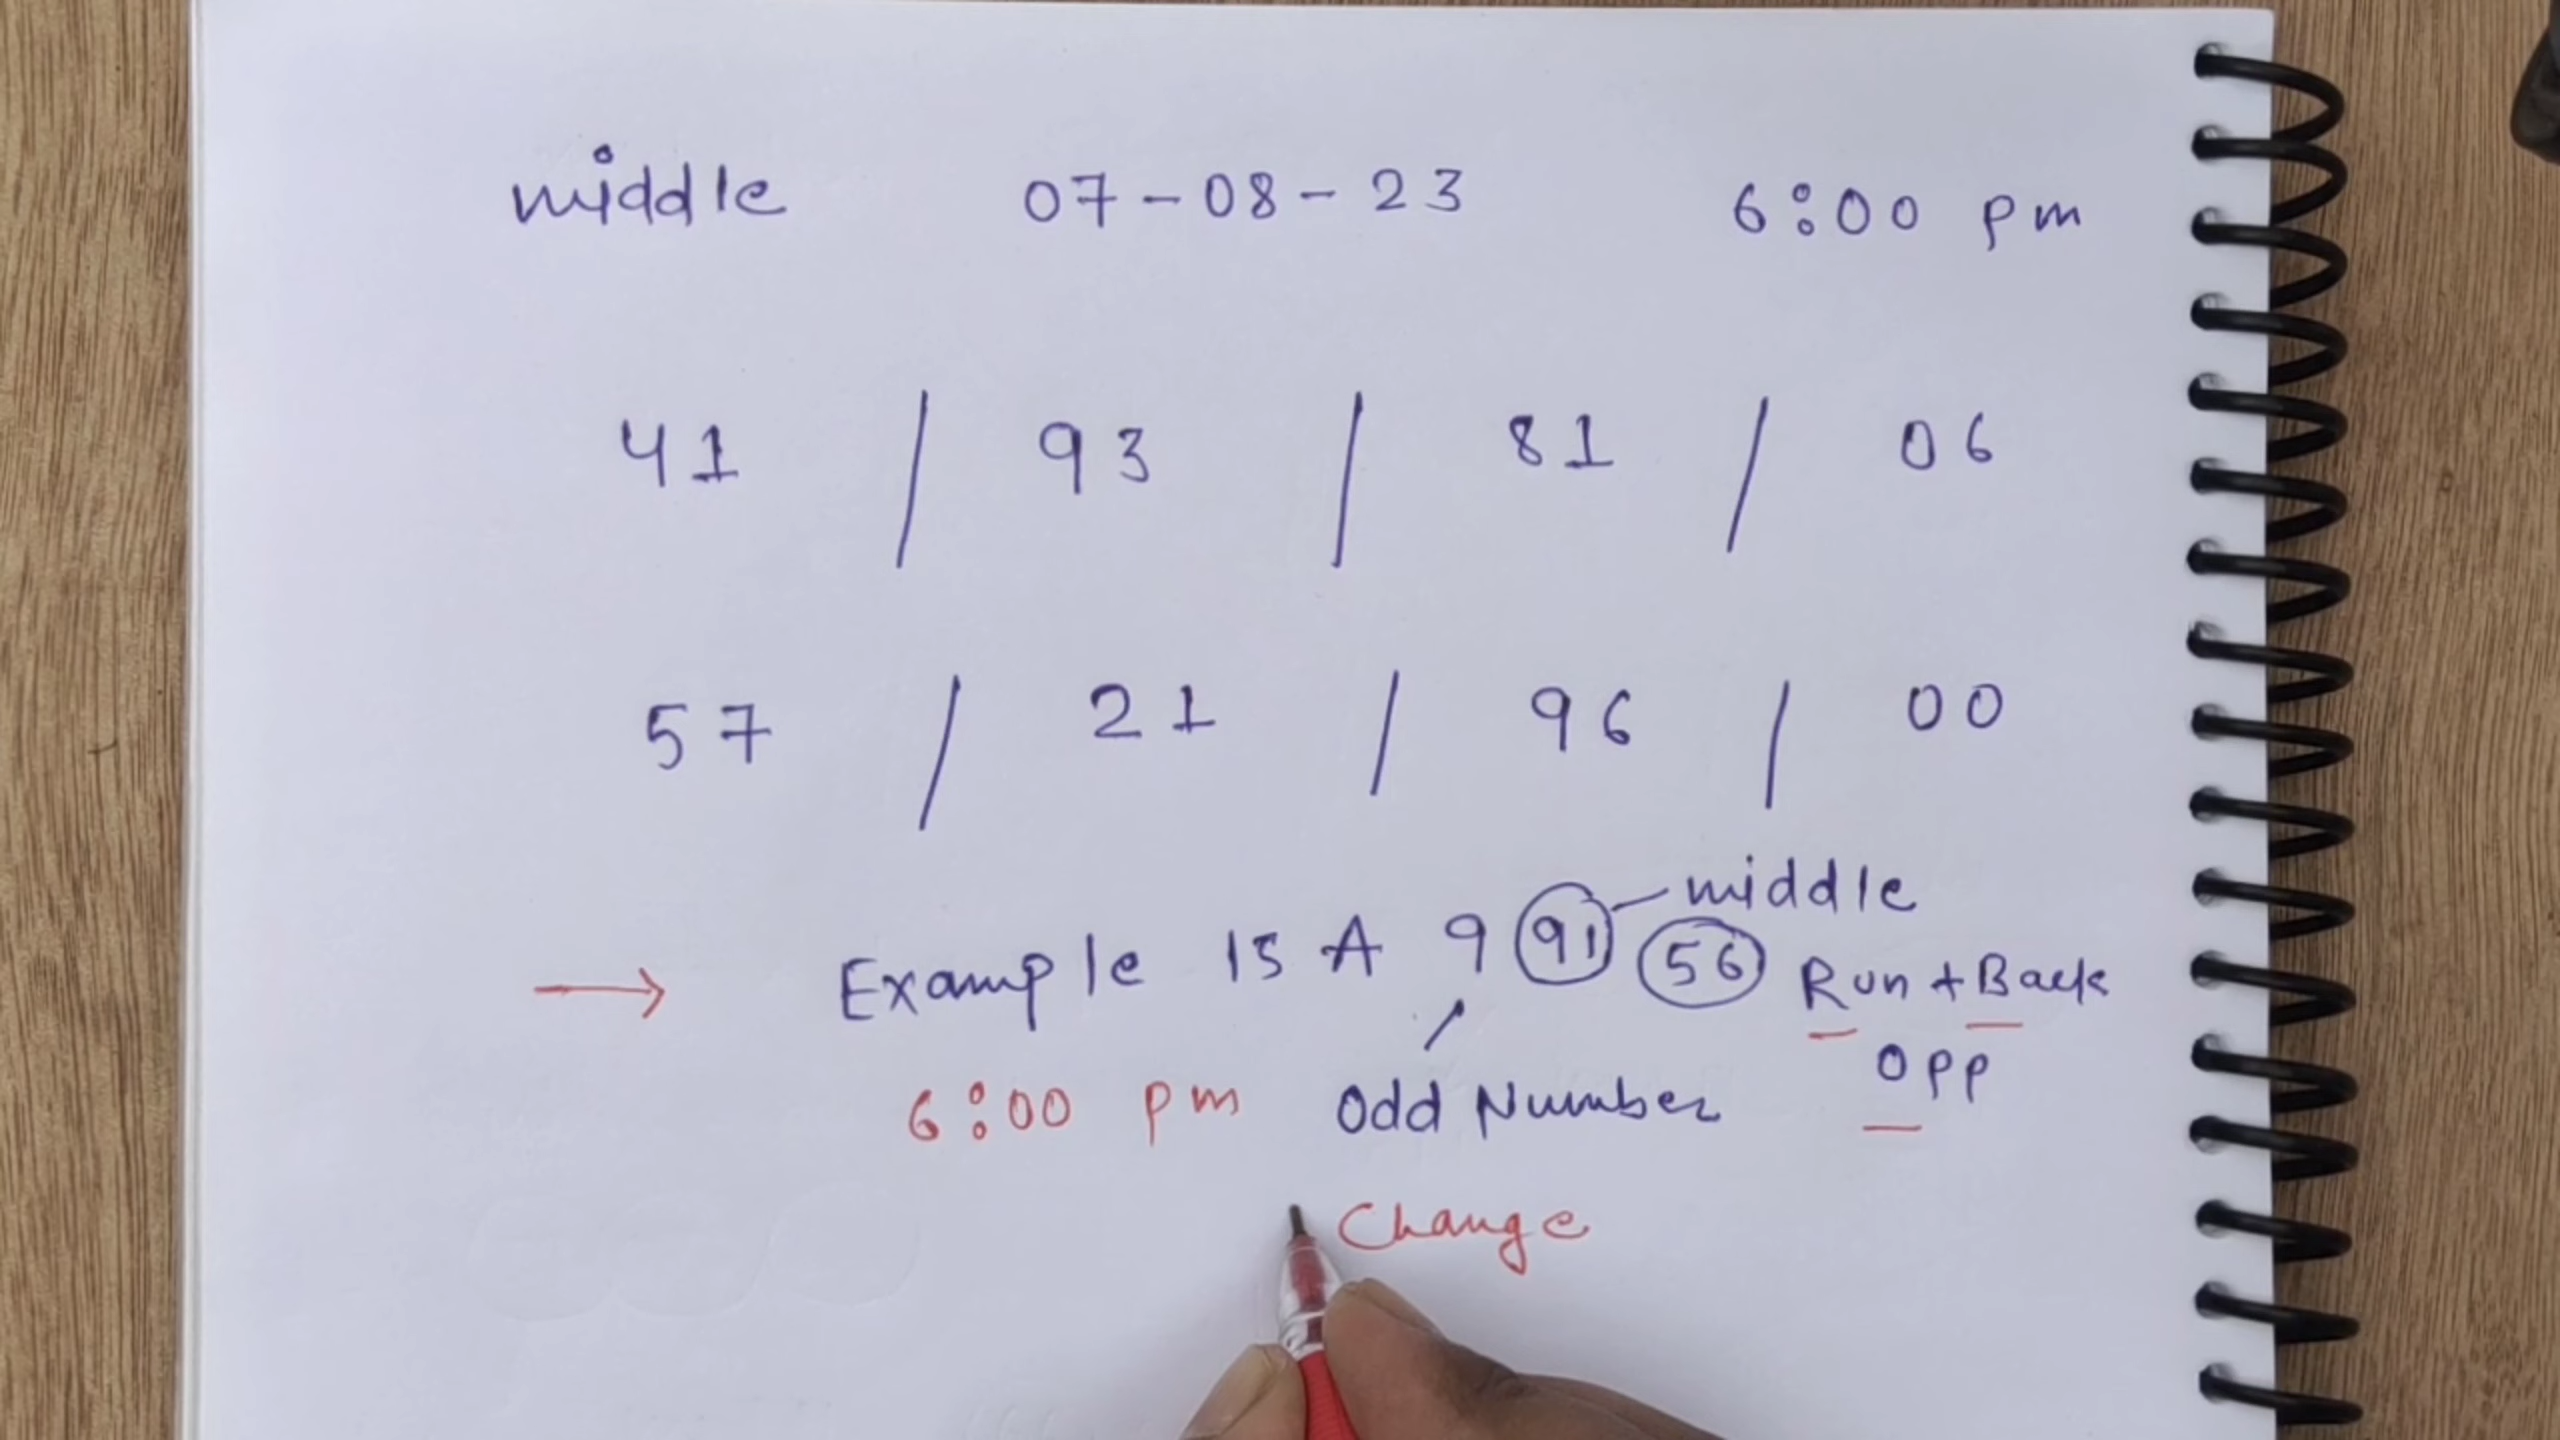 middle 07-08-23 6:00 pm
41 / 93 / 81 / 06
57 / 21 / 96 / 00
middle
→ Example Is A 9 91 56 Run + Back
Opp
6:00 pm Odd Number
Change